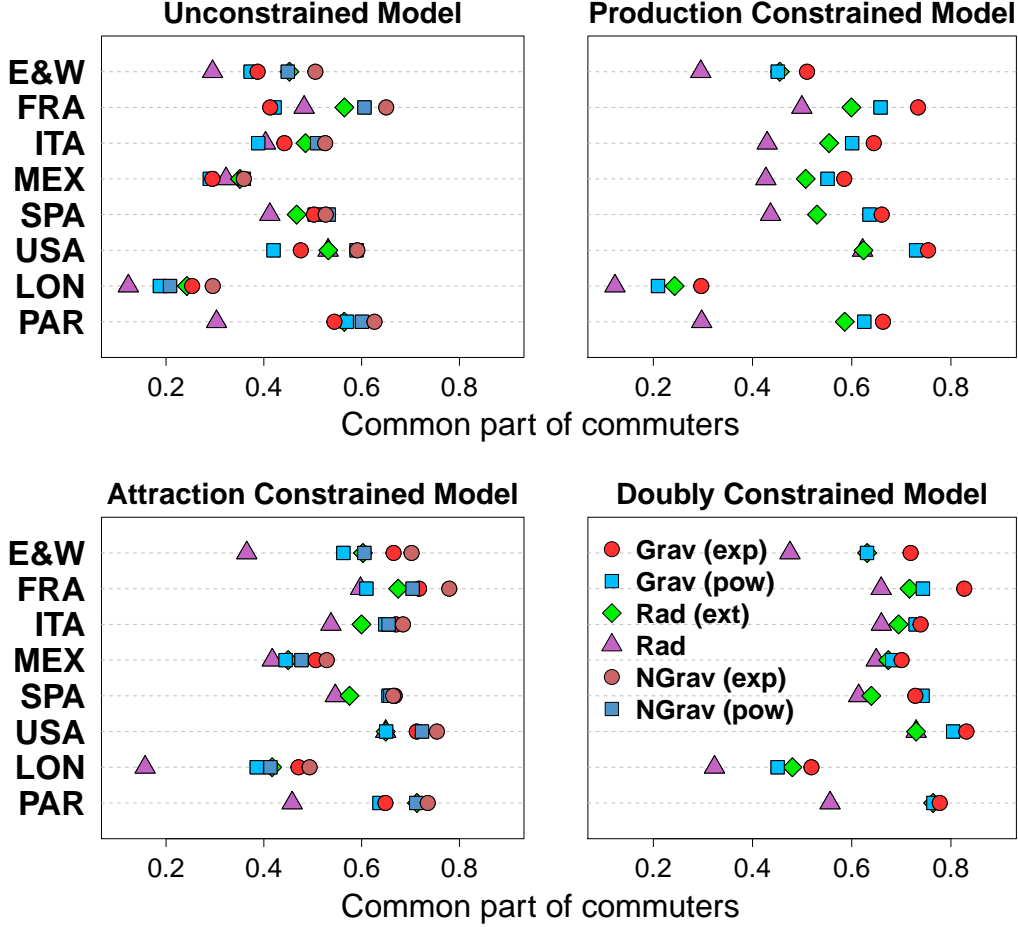 Unconstrained Model
Production Constrained Model
E&W
FRA
ITA
MEX
SPA
USA
LON
PAR
0.2 0.4 0.6 0.8
0.2 0.4 0.6 0.8
Common part of commuters
Attraction Constrained Model
Doubly Constrained Model
E&W
FRA
ITA
MEX
SPA
USA
LON
PAR
Grav (exp)
Grav (pow)
Rad (ext)
Rad
NGrav (exp)
NGrav (pow)
0.2 0.4 0.6 0.8
0.2 0.4 0.6 0.8
Common part of commuters